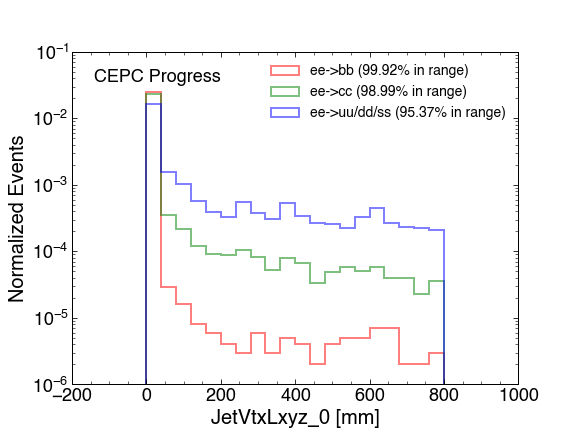 CEPC Progress
ee->bb (99.92% in range)
ee->cc (98.99% in range)
ee->uu/dd/ss (95.37% in range)
Normalized Events
10⁻¹
10⁻²
10⁻³
10⁻⁴
10⁻⁵
10⁻⁶
−200 0 200 400 600 800 1000
JetVtxLxyz_0 [mm]